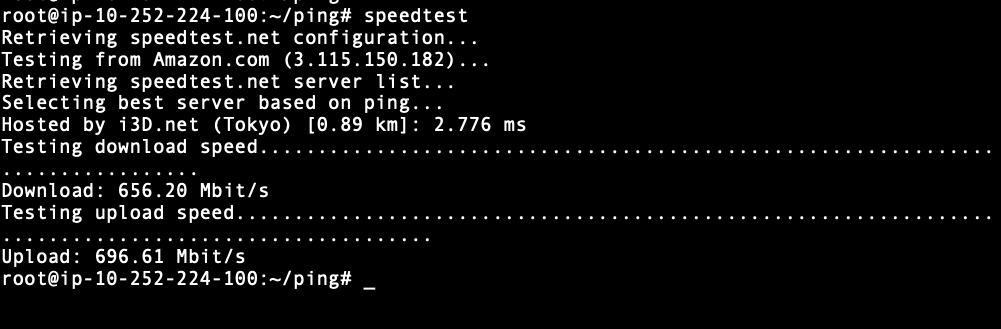 root@ip-10-252-224-100:~/ping# speedtest
Retrieving speedtest.net configuration...
Testing from Amazon.com (3.115.150.182)...
Retrieving speedtest.net server list...
Selecting best server based on ping...
Hosted by i3D.net (Tokyo) [0.89 km]: 2.776 ms
Testing download speed..............................................................
.................
Download: 656.20 Mbit/s
Testing upload speed................................................................
.....................................
Upload: 696.61 Mbit/s
root@ip-10-252-224-100:~/ping# _